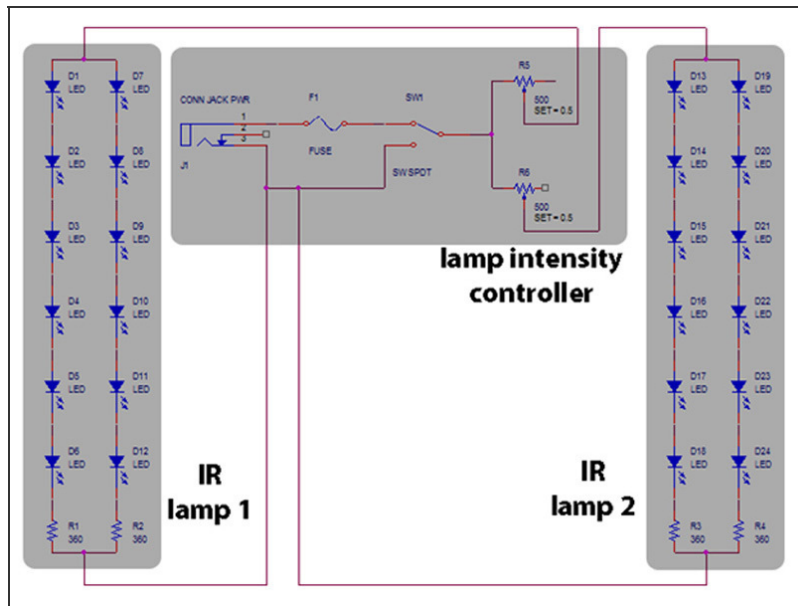 D1
LED
D7
LED
D2
LED
D8
LED
D3
LED
D9
LED
D4
LED
D10
LED
D5
LED
D11
LED
D6
LED
D12
LED
R1
360
R2
360
IR
lamp 1
CONN JACK PWR
1
2
3
J1
F1
FUSE
SW1
SW SPDT
R5
500
SET = 0.5
R6
500
SET = 0.5
lamp intensity
controller
D13
LED
D19
LED
D14
LED
D20
LED
D15
LED
D21
LED
D16
LED
D22
LED
D17
LED
D23
LED
D18
LED
D24
LED
R3
360
R4
360
IR
lamp 2